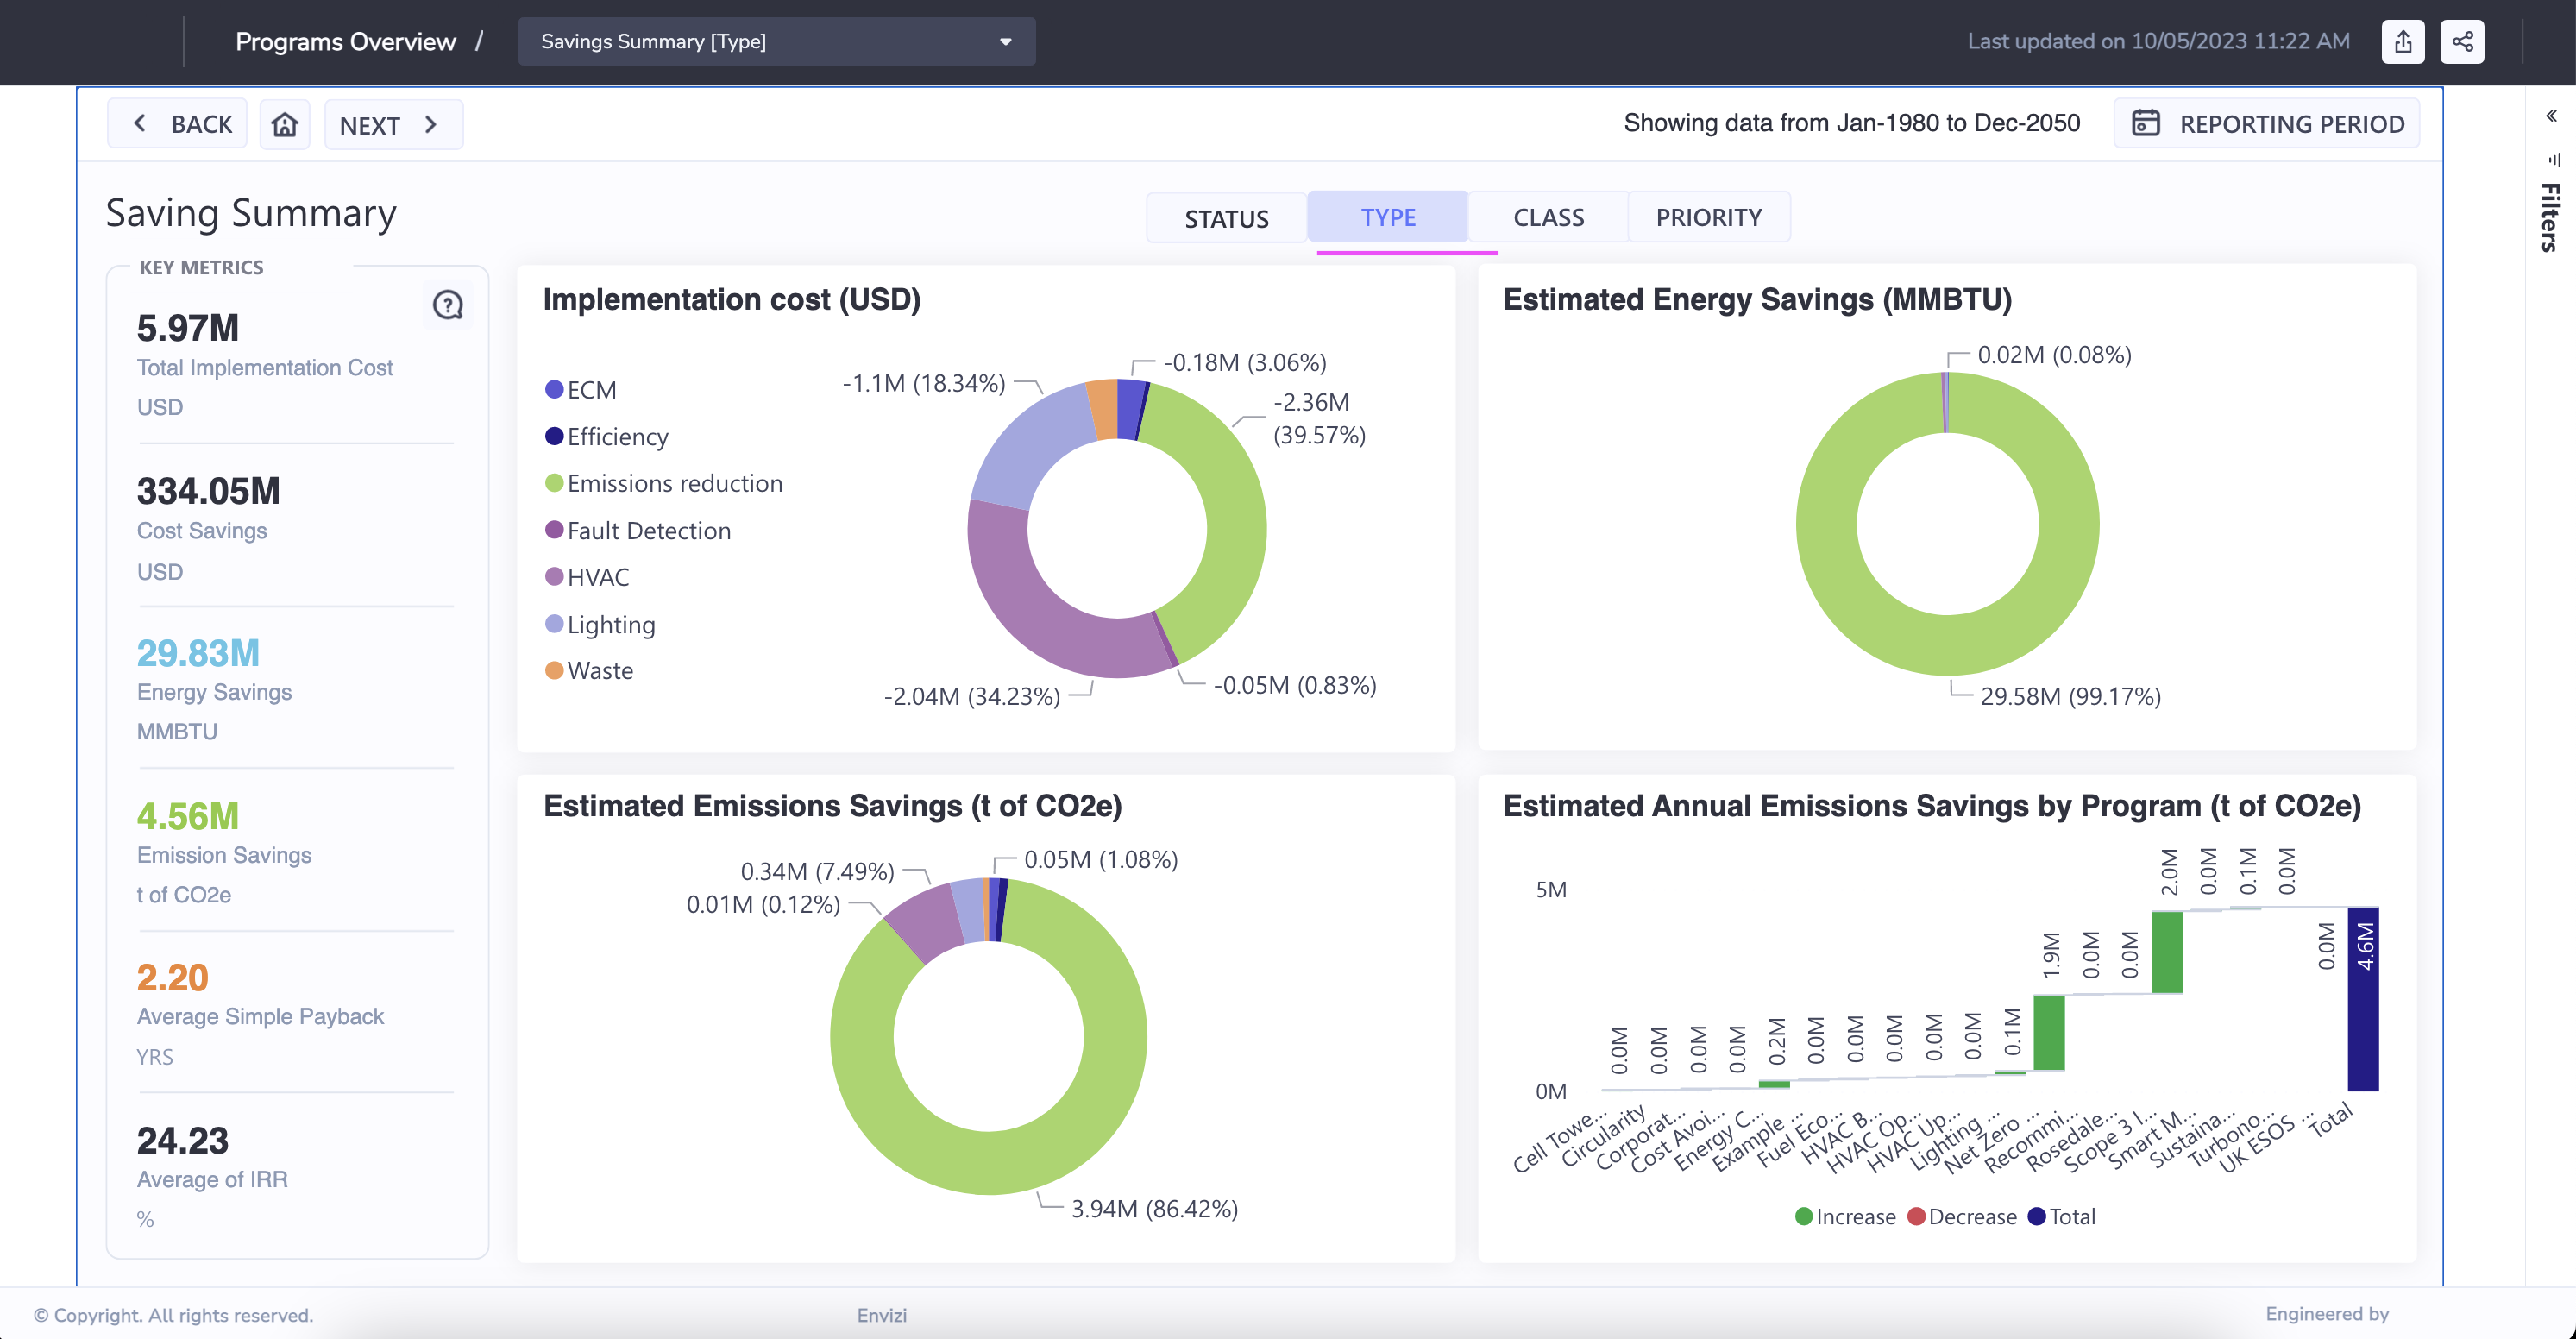 Programs Overview /
Savings Summary [Type]
Last updated on 10/05/2023 11:22 AM
BACK
NEXT
Showing data from Jan-1980 to Dec-2050
REPORTING PERIOD
Filters
Saving Summary
STATUS
TYPE
CLASS
PRIORITY
KEY METRICS
5.97M
Total Implementation Cost
USD
334.05M
Cost Savings
USD
29.83M
Energy Savings
MMBTU
4.56M
Emission Savings
t of CO2e
2.20
Average Simple Payback
YRS
24.23
Average of IRR
%
Implementation cost (USD)
ECM
Efficiency
Emissions reduction
Fault Detection
HVAC
Lighting
Waste
-0.18M (3.06%)
-2.36M
(39.57%)
-0.05M (0.83%)
-2.04M (34.23%)
-1.1M (18.34%)
Estimated Energy Savings (MMBTU)
0.02M (0.08%)
29.58M (99.17%)
Estimated Emissions Savings (t of CO2e)
0.05M (1.08%)
0.34M (7.49%)
0.01M (0.12%)
3.94M (86.42%)
Estimated Annual Emissions Savings by Program (t of CO2e)
5M
0M
0.0M
0.0M
0.0M
0.0M
0.2M
0.0M
0.0M
0.0M
0.0M
0.0M
0.1M
1.9M
0.0M
0.0M
2.0M
0.0M
0.1M
0.0M
0.0M
4.6M
Cell Towe...
Circularity
Corporat...
Cost Avoi...
Energy C...
Example ...
Fuel Eco...
HVAC B...
HVAC Op...
HVAC Up...
Lighting ...
Net Zero ...
Recommi...
Rosedale...
Scope 3 I...
Smart M...
Sustaina...
Turbono...
UK ESOS ...
Total
Increase
Decrease
Total
© Copyright. All rights reserved.
Envizi
Engineered by